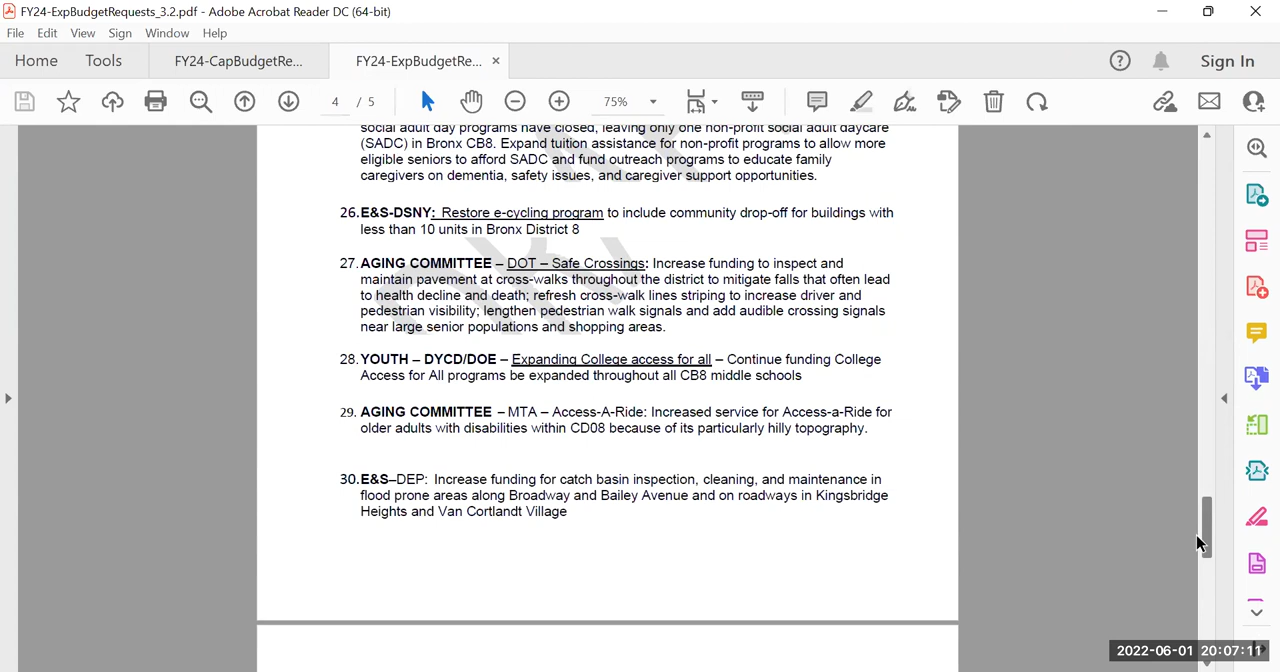 FY24-ExpBudgetRequests_3.2.pdf - Adobe Acrobat Reader DC (64-bit)
File Edit View Sign Window Help
Home Tools FY24-CapBudgetRe... FY24-ExpBudgetRe... × Sign In
4 / 5 75%
social adult day programs have closed, leaving only one non-profit social adult daycare
(SADC) in Bronx CB8. Expand tuition assistance for non-profit programs to allow more
eligible seniors to afford SADC and fund outreach programs to educate family
caregivers on dementia, safety issues, and caregiver support opportunities.
26. E&S-DSNY: Restore e-cycling program to include community drop-off for buildings with
less than 10 units in Bronx District 8
27. AGING COMMITTEE – DOT – Safe Crossings: Increase funding to inspect and
maintain pavement at cross-walks throughout the district to mitigate falls that often lead
to health decline and death; refresh cross-walk lines striping to increase driver and
pedestrian visibility; lengthen pedestrian walk signals and add audible crossing signals
near large senior populations and shopping areas.
28. YOUTH – DYCD/DOE – Expanding College access for all – Continue funding College
Access for All programs be expanded throughout all CB8 middle schools
29. AGING COMMITTEE – MTA – Access-A-Ride: Increased service for Access-a-Ride for
older adults with disabilities within CD08 because of its particularly hilly topography.
30. E&S–DEP: Increase funding for catch basin inspection, cleaning, and maintenance in
flood prone areas along Broadway and Bailey Avenue and on roadways in Kingsbridge
Heights and Van Cortlandt Village
2022-06-01 20:07:11